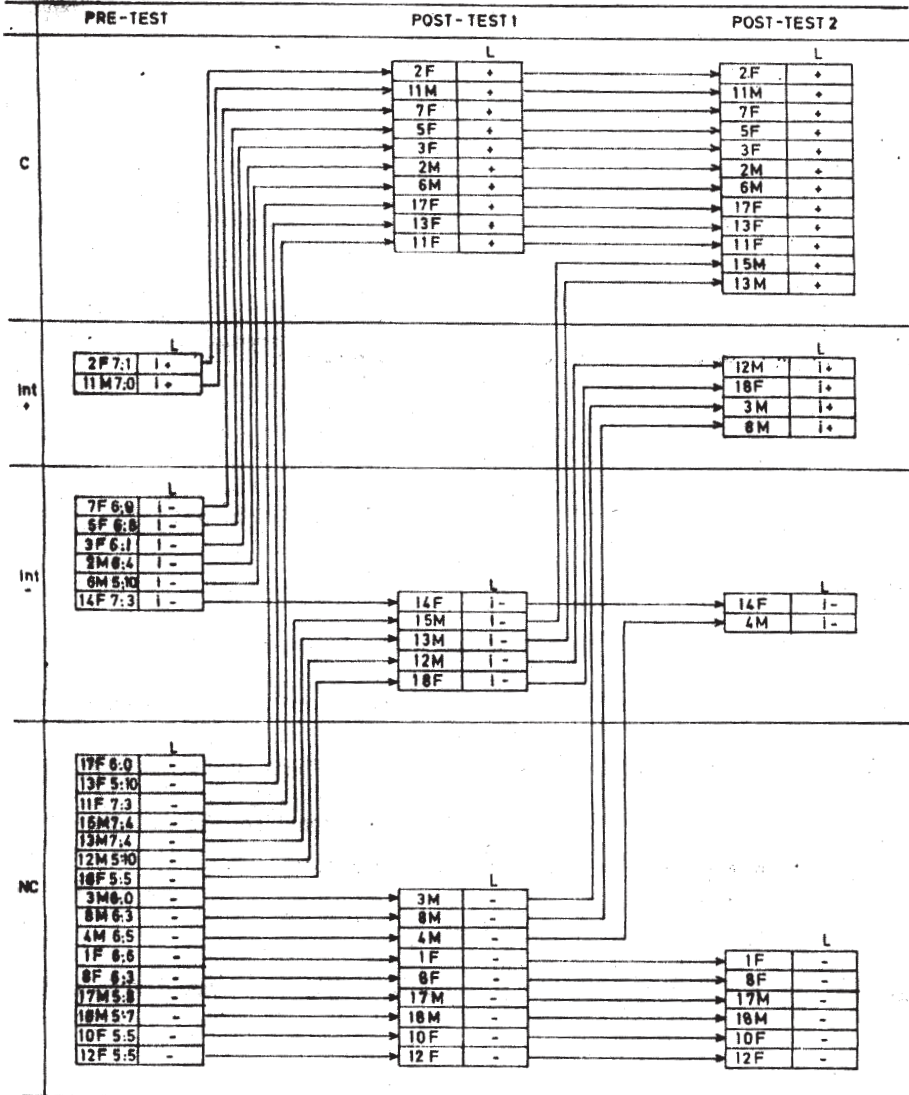 PRE-TEST POST-TEST 1 POST-TEST 2
C
L
2F +
11M +
7F +
5F +
3F +
2M +
6M +
17F +
13F +
11F +
L
2F +
11M +
7F +
5F +
3F +
2M +
6M +
17F +
13F +
11F +
15M +
13M +
Int +
L
2F 7;1 i+
11M 7;0 i+
L
12M i+
18F i+
3M i+
8M i+
Int -
L
7F 6;9 i-
5F 6;8 i-
3F 6;1 i-
2M 6;4 i-
6M 5;10 i-
14F 7;3 i-
L
14F i-
15M i-
13M i-
12M i-
18F i-
L
14F i-
4M i-
NC
L
17F 6:0 -
13F 5:10 -
11F 7:3 -
15M 7;4 -
13M 7;4 -
12M 5:10 -
18F 5:5 -
3M 6:0 -
8M 6:3 -
4M 6:5 -
1F 6;6 -
8F 6;3 -
17M 5:8 -
18M 5:7 -
10F 5:5 -
12F 5:5 -
L
3M -
8M -
4M -
1F -
8F -
17M -
18M -
10F -
12F -
L
1F -
8F -
17M -
18M -
10F -
12F -